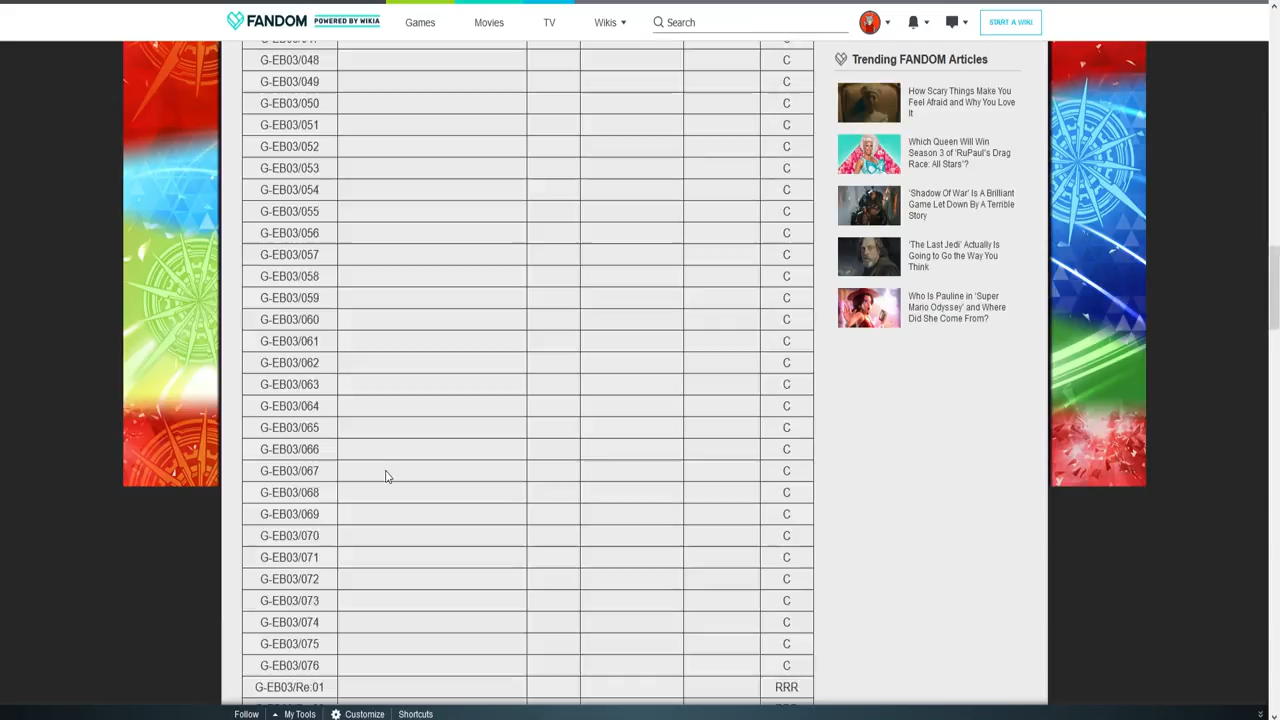 FANDOM POWERED BY WIKIA Games Movies TV Wikis Search START A WIKI
G-EB03/048 C
G-EB03/049 C
G-EB03/050 C
G-EB03/051 C
G-EB03/052 C
G-EB03/053 C
G-EB03/054 C
G-EB03/055 C
G-EB03/056 C
G-EB03/057 C
G-EB03/058 C
G-EB03/059 C
G-EB03/060 C
G-EB03/061 C
G-EB03/062 C
G-EB03/063 C
G-EB03/064 C
G-EB03/065 C
G-EB03/066 C
G-EB03/067 C
G-EB03/068 C
G-EB03/069 C
G-EB03/070 C
G-EB03/071 C
G-EB03/072 C
G-EB03/073 C
G-EB03/074 C
G-EB03/075 C
G-EB03/076 C
G-EB03/Re:01 RRR
Trending FANDOM Articles
How Scary Things Make You
Feel Afraid and Why You Love
It
Which Queen Will Win
Season 3 of 'RuPaul's Drag
Race: All Stars'?
'Shadow Of War' Is A Brilliant
Game Let Down By A Terrible
Story
'The Last Jedi' Actually Is
Going to Go the Way You
Think
Who Is Pauline in 'Super
Mario Odyssey' and Where
Did She Come From?
Follow My Tools Customize Shortcuts